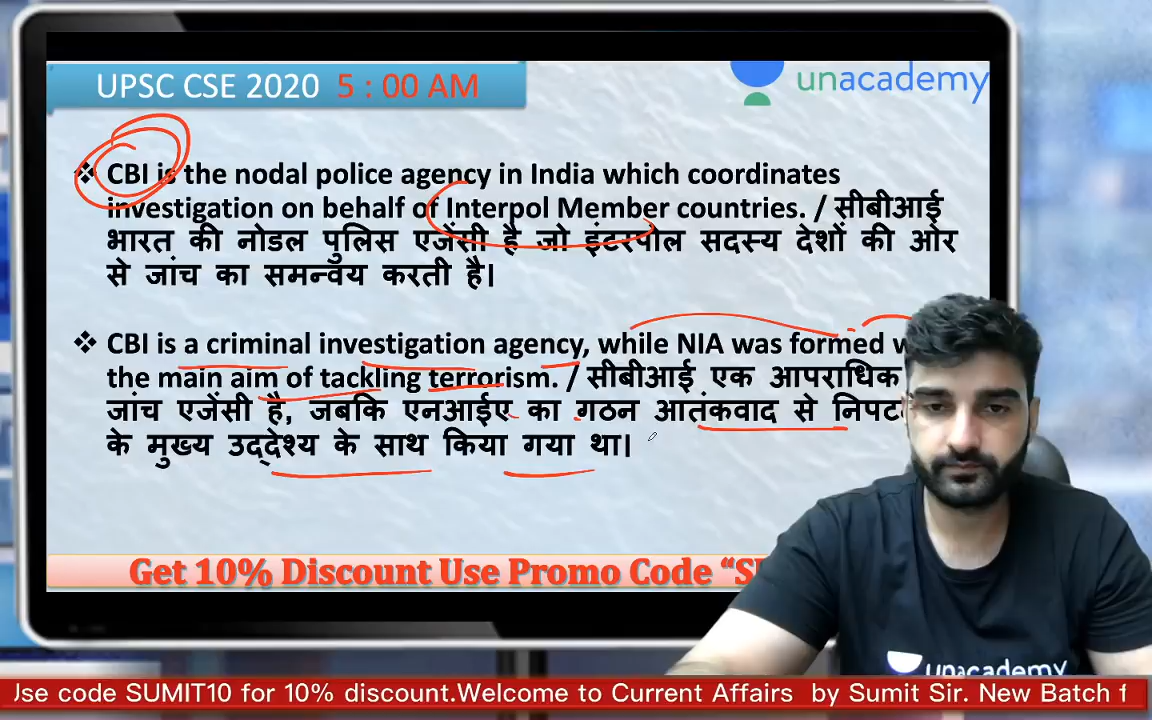 UPSC CSE 2020 5 : 00 AM
unacademy
❖ CBI is the nodal police agency in India which coordinates
investigation on behalf of Interpol Member countries. / सीबीआई
भारत की नोडल पुलिस एजेंसी है जो इंटरपोल सदस्य देशों की ओर
से जांच का समन्वय करती है।
❖ CBI is a criminal investigation agency, while NIA was formed
the main aim of tackling terrorism. / सीबीआई एक आपराधिक
जांच एजेंसी है, जबकि एनआईए का गठन आतंकवाद से
के मुख्य उद्देश्य के साथ किया गया था।
Get 10% Discount Use Promo Code
unacademy
Use code SUMIT10 for 10% discount.Welcome to Current Affairs by Sumit Sir. New Batch